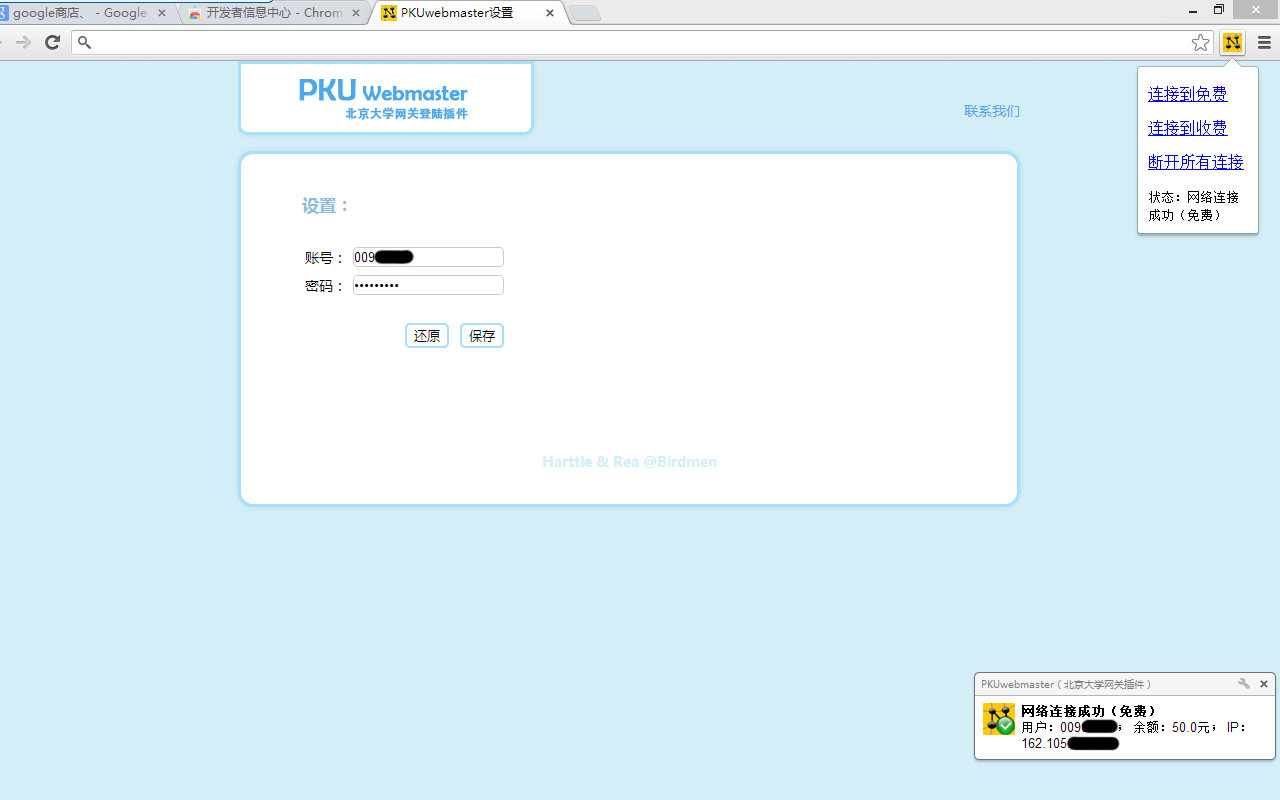 google商店、 - Google
开发者信息中心 - Chrom
PKUwebmaster设置
PKU Webmaster
北京大学网关登陆插件
联系我们
连接到免费
连接到收费
断开所有连接
状态：网络连接
成功（免费）
设置：
账号： 009
密码： •••••••••
还原 保存
Harttle & Rea @Birdmen
PKUwebmaster（北京大学网关插件）
网络连接成功（免费）
用户：009 ； 余额：50.0元； IP：
162.105